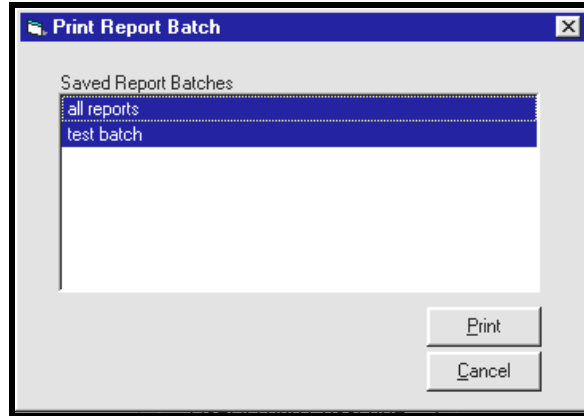 Print Report Batch
Saved Report Batches
all reports
test batch
Print
Cancel